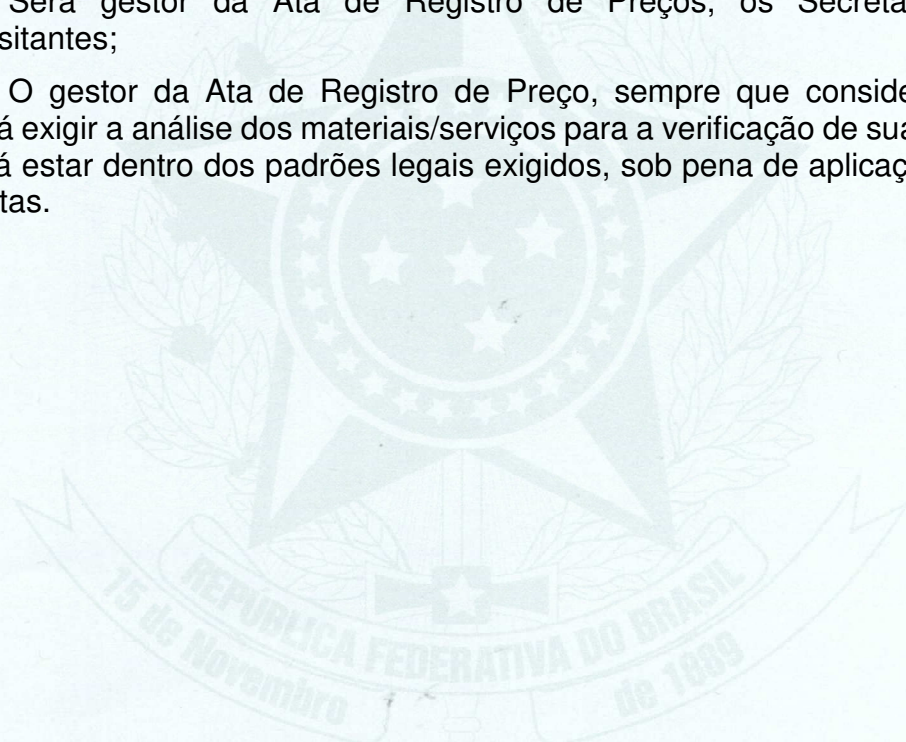 Será gestor da Ata de Registro de Preços, os Secretá
sitantes;
O gestor da Ata de Registro de Preço, sempre que conside
á exigir a análise dos materiais/serviços para a verificação de sua
á estar dentro dos padrões legais exigidos, sob pena de aplicaç
tas.
REPUBLICA FEDERATIVA DO BRASIL
15 de Novembro de 1889